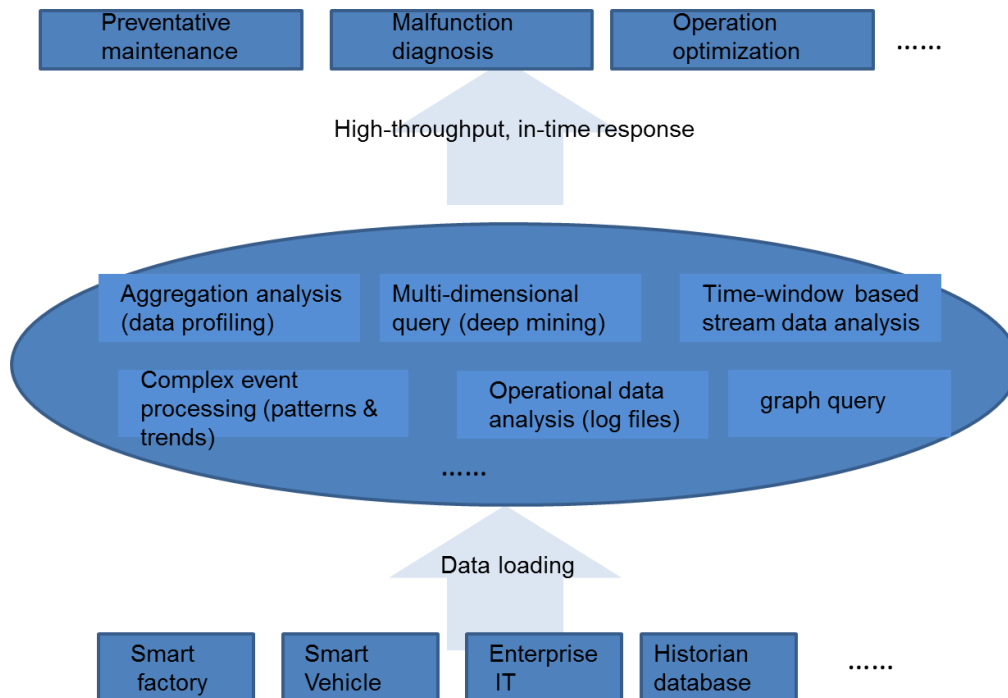 Preventative
maintenance
Malfunction
diagnosis
Operation
optimization
......
High-throughput, in-time response
Aggregation analysis
(data profiling)
Multi-dimensional
query (deep mining)
Time-window based
stream data analysis
Complex event
processing (patterns &
trends)
Operational data
analysis (log files)
graph query
......
Data loading
Smart
factory
Smart
Vehicle
Enterprise
IT
Historian
database
......